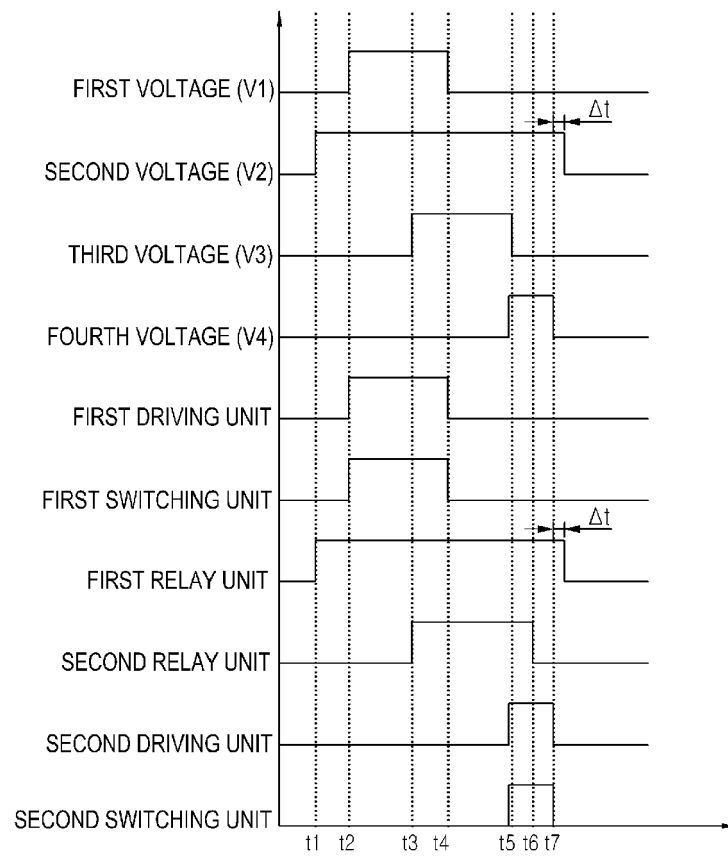 FIRST VOLTAGE (V1)
Δt
SECOND VOLTAGE (V2)
THIRD VOLTAGE (V3)
FOURTH VOLTAGE (V4)
FIRST DRIVING UNIT
FIRST SWITCHING UNIT
Δt
FIRST RELAY UNIT
SECOND RELAY UNIT
SECOND DRIVING UNIT
SECOND SWITCHING UNIT
t1 t2 t3 t4 t5 t6 t7